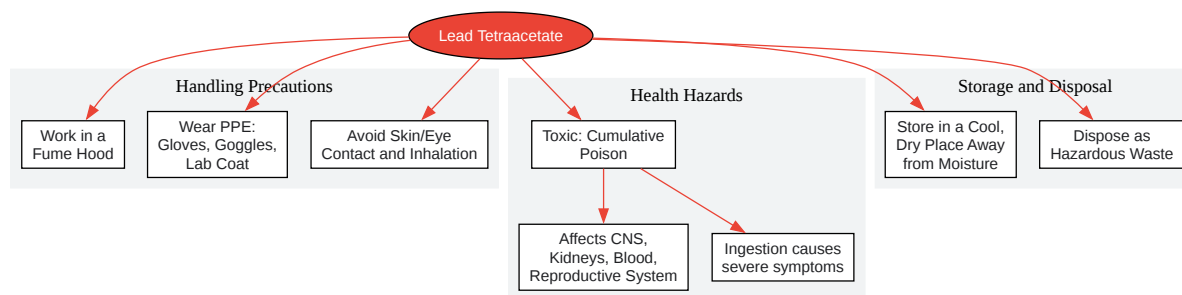 Lead Tetraacetate
Handling Precautions
Work in a
Fume Hood
Wear PPE:
Gloves, Goggles,
Lab Coat
Avoid Skin/Eye
Contact and Inhalation
Health Hazards
Toxic: Cumulative
Poison
Affects CNS,
Kidneys, Blood,
Reproductive System
Ingestion causes
severe symptoms
Storage and Disposal
Store in a Cool,
Dry Place Away
from Moisture
Dispose as
Hazardous Waste